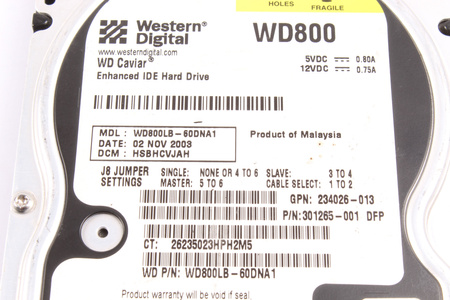 HOLES FRAGILE
Western Digital
www.westerndigital.com
WD Caviar®
Enhanced IDE Hard Drive
WD800
5VDC 0.80A
12VDC 0.75A
MDL: WD800LB-60DNA1
DATE: 02 NOV 2003
DCM: HSBHCVJAH
Product of Malaysia
J8 JUMPER SETTINGS
SINGLE: NONE OR 4 TO 6 SLAVE: 3 TO 4
MASTER: 5 TO 6 CABLE SELECT: 1 TO 2
GPN: 234026-013
P/N:301265-001 DFP
CT: 26235023HPH2M5
WD P/N: WD800LB-60DNA1
Product warranty will be void if seal